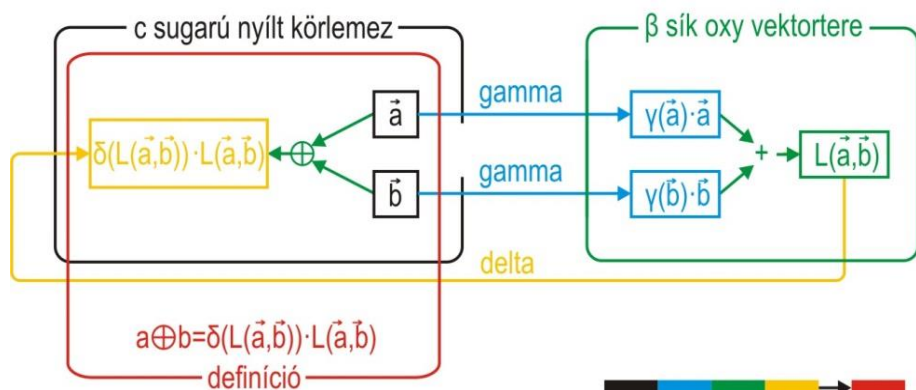 c sugarú nyílt körlemez
β sík oxy vektortere
gamma
a⃗
γ(a⃗)·a⃗
δ(L(a⃗,b⃗))·L(a⃗,b⃗)
⊕
+
L(a⃗,b⃗)
gamma
b⃗
γ(b⃗)·b⃗
delta
a⊕b=δ(L(a⃗,b⃗))·L(a⃗,b⃗)
definíció